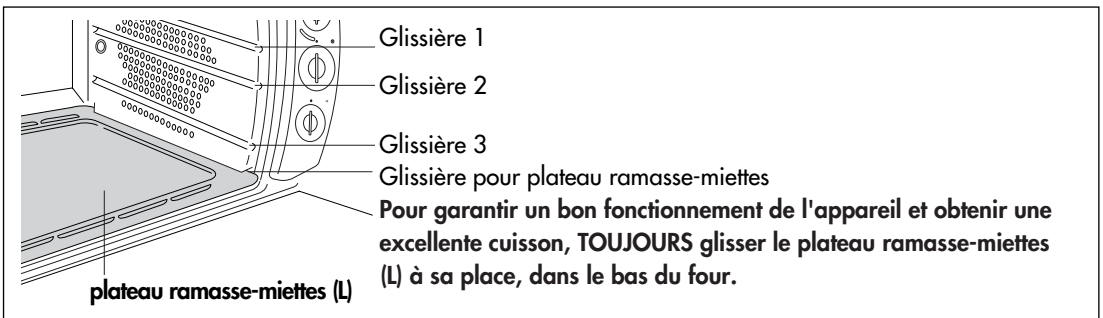 Glissière 1
Glissière 2
Glissière 3
Glissière pour plateau ramasse-miettes
Pour garantir un bon fonctionnement de l'appareil et obtenir une
excellente cuisson, TOUJOURS glisser le plateau ramasse-miettes
(L) à sa place, dans le bas du four.
plateau ramasse-miettes (L)